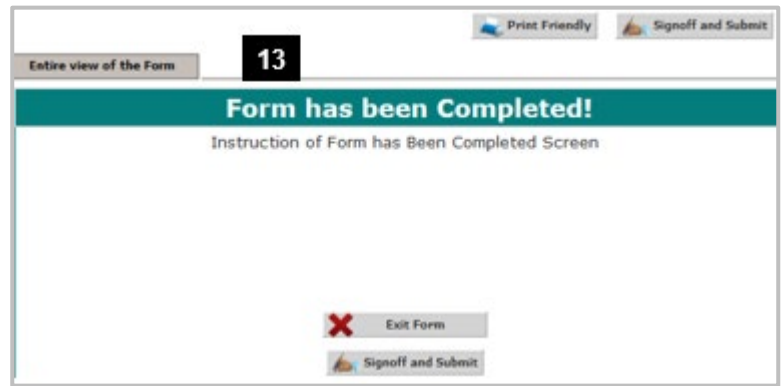 Print Friendly Signoff and Submit
Entire view of the Form 13
Form has been Completed!
Instruction of Form has Been Completed Screen
Exit Form
Signoff and Submit